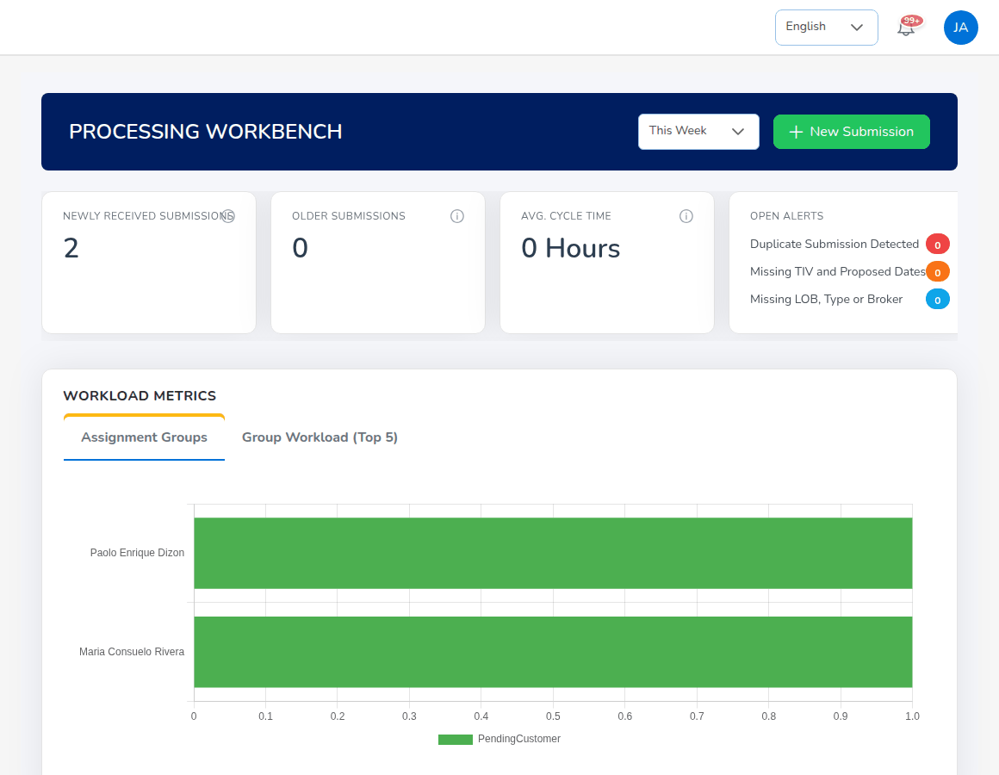 English
99+
JA
PROCESSING WORKBENCH
This Week
New Submission
NEWLY RECEIVED SUBMISSIONS
2
OLDER SUBMISSIONS
0
AVG. CYCLE TIME
0 Hours
OPEN ALERTS
Duplicate Submission Detected 0
Missing TIV and Proposed Dates 0
Missing LOB, Type or Broker 0
WORKLOAD METRICS
Assignment Groups
Group Workload (Top 5)
Paolo Enrique Dizon
Maria Consuelo Rivera
0 0.1 0.2 0.3 0.4 0.5 0.6 0.7 0.8 0.9 1.0
PendingCustomer